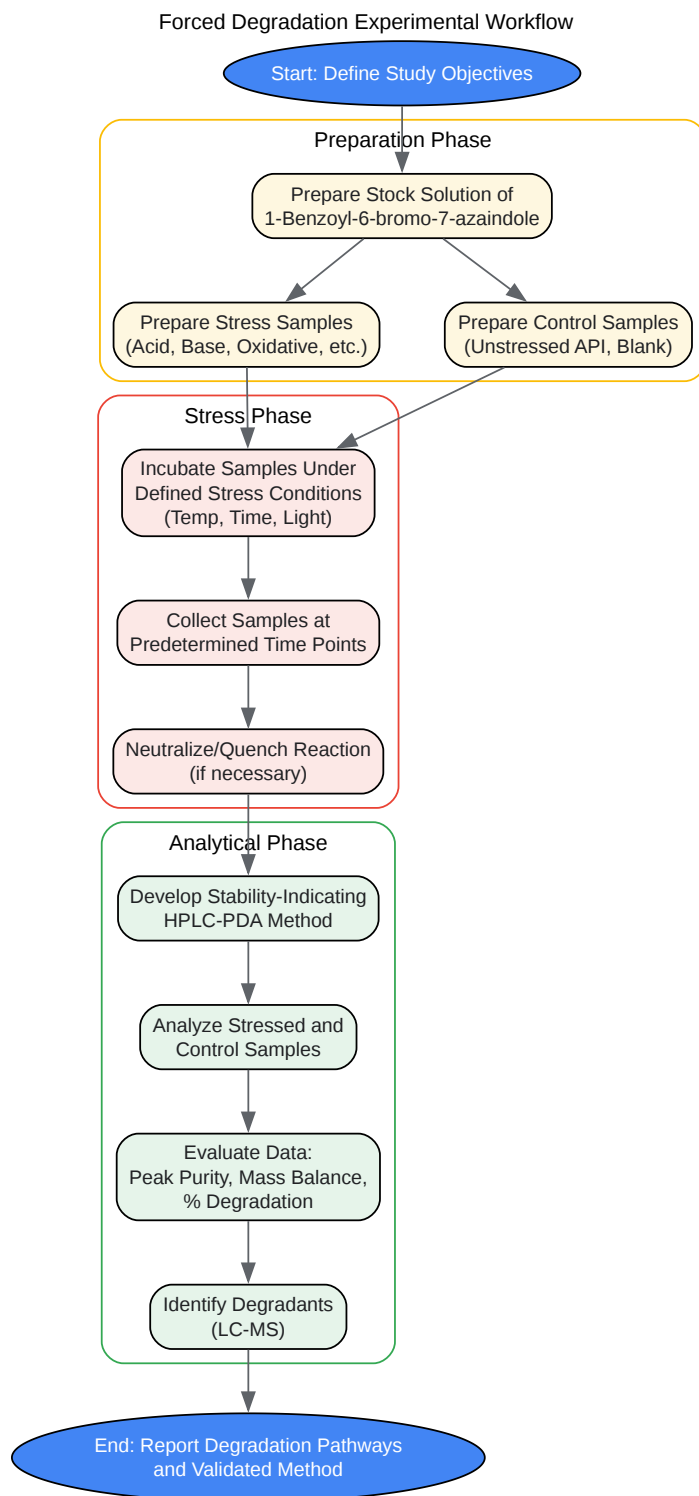 Forced Degradation Experimental Workflow
Start: Define Study Objectives
Preparation Phase
Prepare Stock Solution of
1-Benzoyl-6-bromo-7-azaindole
Prepare Stress Samples
(Acid, Base, Oxidative, etc.)
Prepare Control Samples
(Unstressed API, Blank)
Stress Phase
Incubate Samples Under
Defined Stress Conditions
(Temp, Time, Light)
Collect Samples at
Predetermined Time Points
Neutralize/Quench Reaction
(if necessary)
Analytical Phase
Develop Stability-Indicating
HPLC-PDA Method
Analyze Stressed and
Control Samples
Evaluate Data:
Peak Purity, Mass Balance,
% Degradation
Identify Degradants
(LC-MS)
End: Report Degradation Pathways
and Validated Method